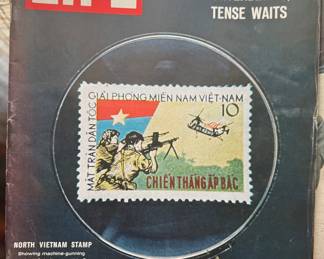 LIFE
TENSE WAITS
GIẢI PHÓNG MIỀN NAM VIỆT-NAM
MẶT TRẬN DÂN TỘC
10
CHIẾN THẮNG ẤP BẮC
NORTH VIETNAM STAMP
Showing machine-gunning